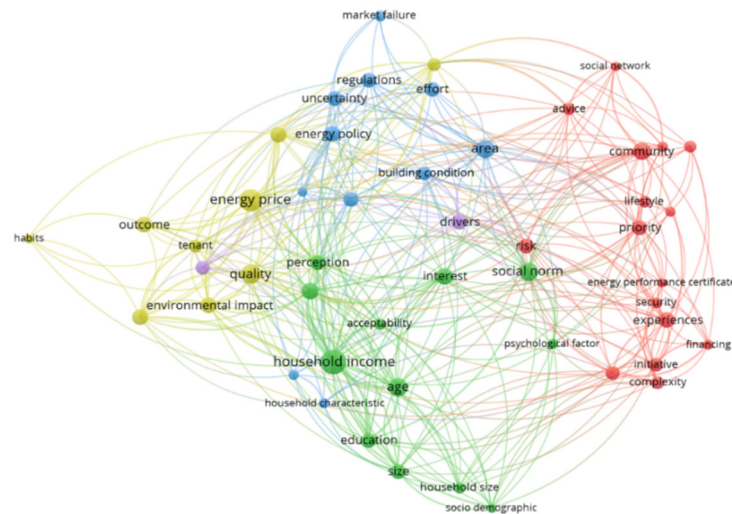 market failure
social network
regulations
effort
uncertainty
advice
energy policy
area
community
building condition
energy price
lifestyle
outcome
drivers
priority
habits
tenant
risk
perception
quality
interest
social norm
energy performance certificate
environmental impact
security
acceptability
experiences
psychological factor
financing
household income
initiative
age
complexity
household characteristic
education
size
household size
socio demographic